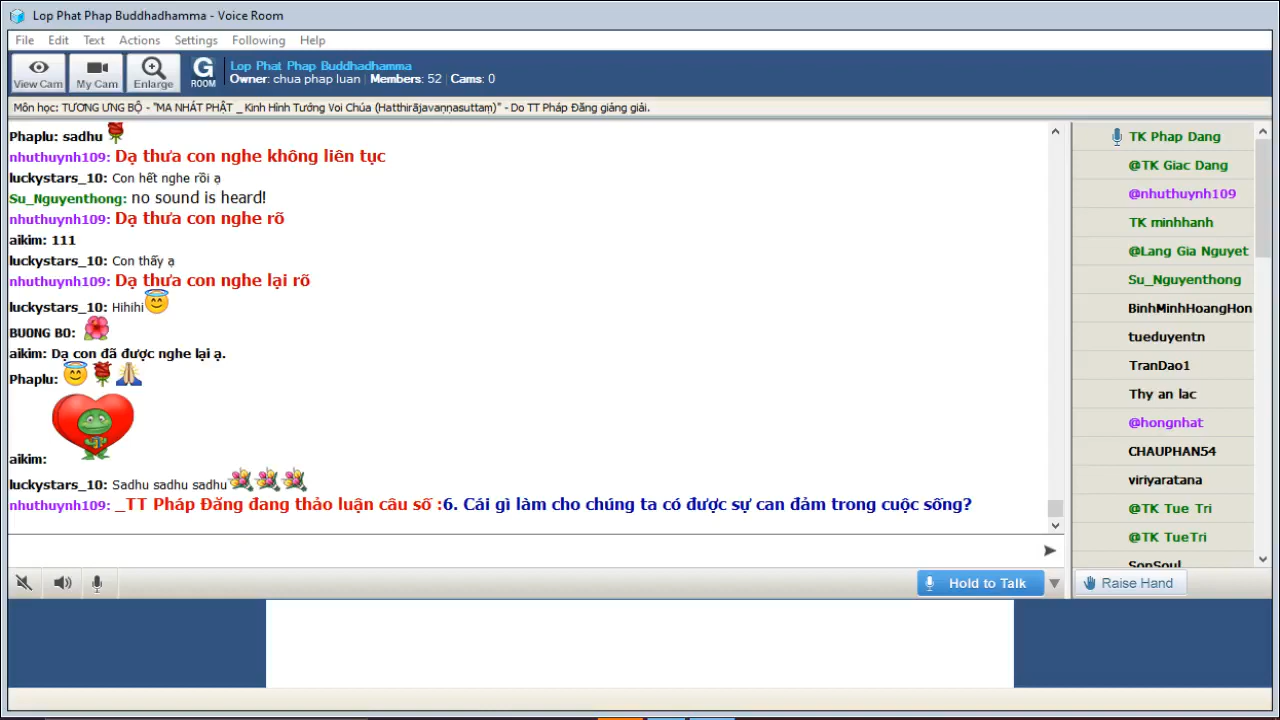 Lop Phat Phap Buddhadhamma - Voice Room
File Edit Text Actions Settings Following Help
View Cam My Cam Enlarge G ROOM
Lop Phat Phap Buddhadhamma
Owner: chua phap luan | Members: 52 | Cams: 0
Môn học: TƯƠNG ƯNG BỘ - "MA NHÁT PHẬT _ Kinh Hình Tướng Voi Chúa (Hatthirājavaṇṇasuttaṃ)" - Do TT Pháp Đăng giảng giải.
Phaplu: sadhu
nhuthuynh109: Dạ thưa con nghe không liên tục
luckystars_10: Con hết nghe rồi ạ
Su_Nguyenthong: no sound is heard!
nhuthuynh109: Dạ thưa con nghe rõ
aikim: 111
luckystars_10: Con thấy ạ
nhuthuynh109: Dạ thưa con nghe lại rõ
luckystars_10: Hihihi
BUONG BO:
aikim: Dạ con đã được nghe lại ạ.
Phaplu:
aikim:
luckystars_10: Sadhu sadhu sadhu
nhuthuynh109: _TT Pháp Đăng đang thảo luận câu số :6. Cái gì làm cho chúng ta có được sự can đảm trong cuộc sống?
TK Phap Dang
@TK Giac Dang
@nhuthuynh109
TK minhhanh
@Lang Gia Nguyet
Su_Nguyenthong
BinhMinhHoangHon
tueduyentn
TranDao1
Thy an lac
@hongnhat
CHAUPHAN54
viriyaratana
@TK Tue Tri
@TK TueTri
SonSoul
Hold to Talk
Raise Hand